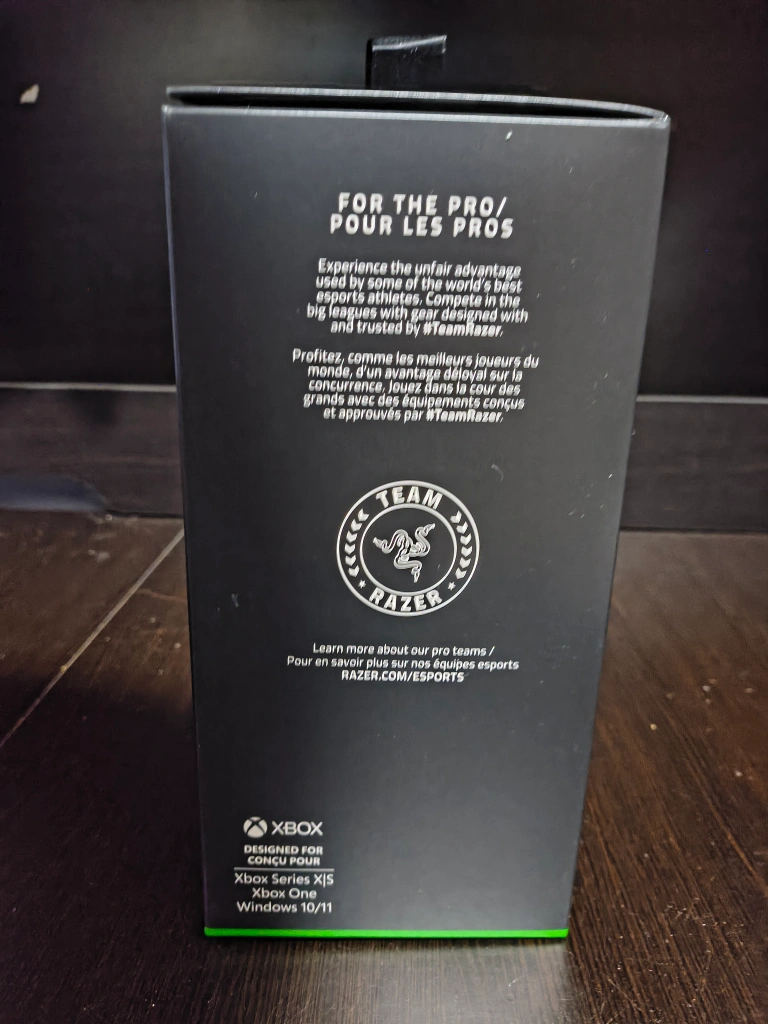 FOR THE PRO/
POUR LES PROS
Experience the unfair advantage
used by some of the world's best
esports athletes. Compete in the
big leagues with gear designed with
and trusted by #TeamRazer.
Profitez, comme les meilleurs joueurs du
monde, d'un avantage déloyal sur la
concurrence. Jouez dans la cour des
grands avec des équipements conçus
et approuvés par #TeamRazer.
TEAM
RAZER
Learn more about our pro teams /
Pour en savoir plus sur nos équipes esports
RAZER.COM/ESPORTS
XBOX
DESIGNED FOR
CONÇU POUR
Xbox Series X|S
Xbox One
Windows 10/11